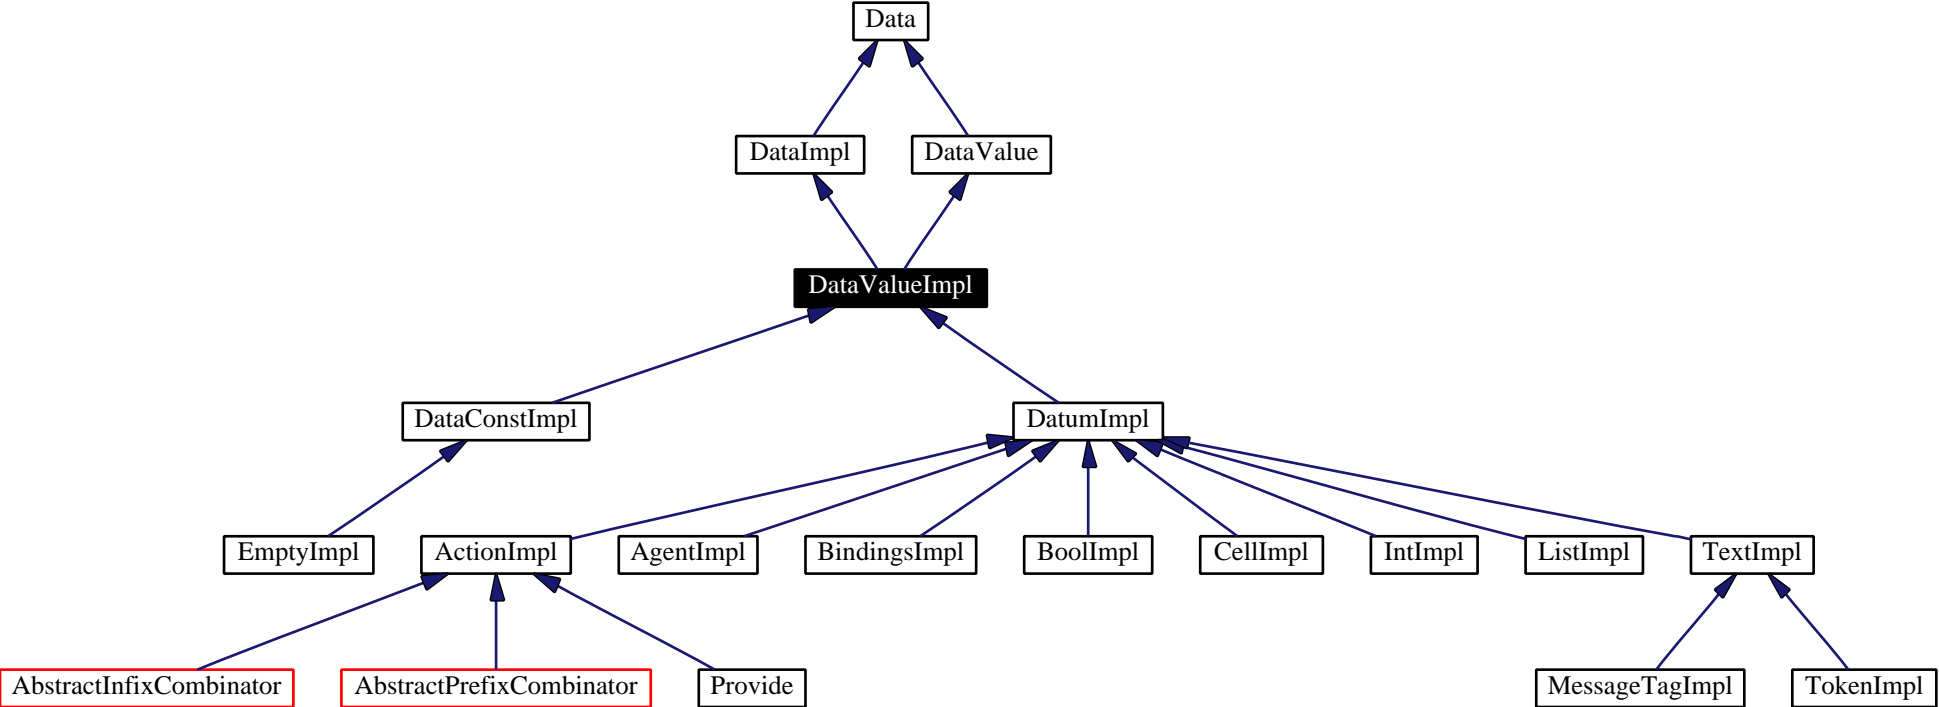 Data
DataImpl
DataValue
DataValueImpl
DataConstImpl
DatumImpl
EmptyImpl
ActionImpl
AgentImpl
BindingsImpl
BoolImpl
CellImpl
IntImpl
ListImpl
TextImpl
AbstractInfixCombinator
AbstractPrefixCombinator
Provide
MessageTagImpl
TokenImpl